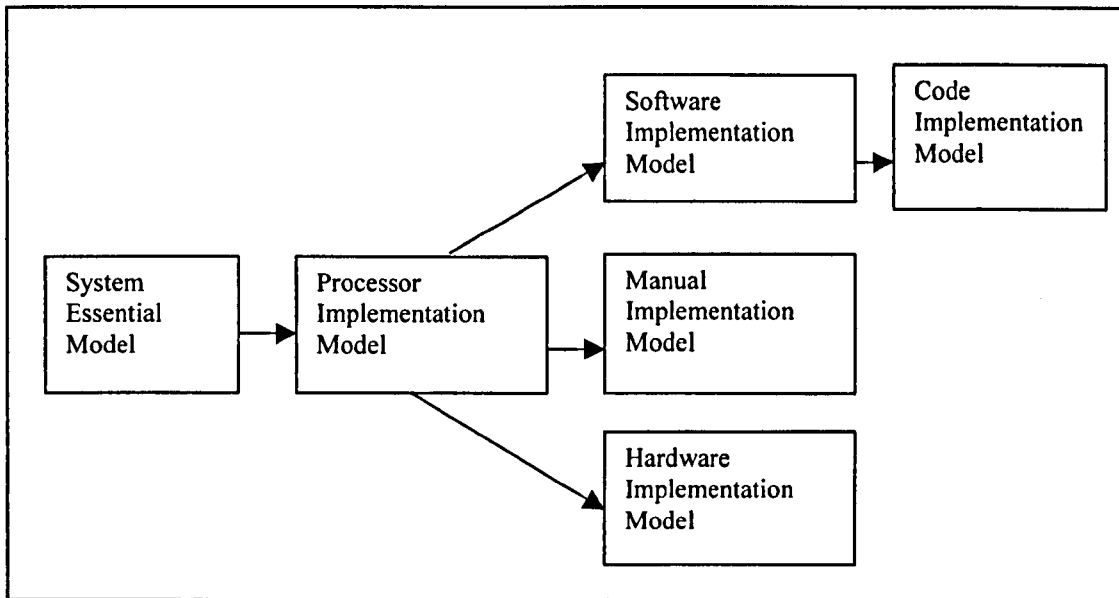 System
Essential
Model
Processor
Implementation
Model
Software
Implementation
Model
Code
Implementation
Model
Manual
Implementation
Model
Hardware
Implementation
Model